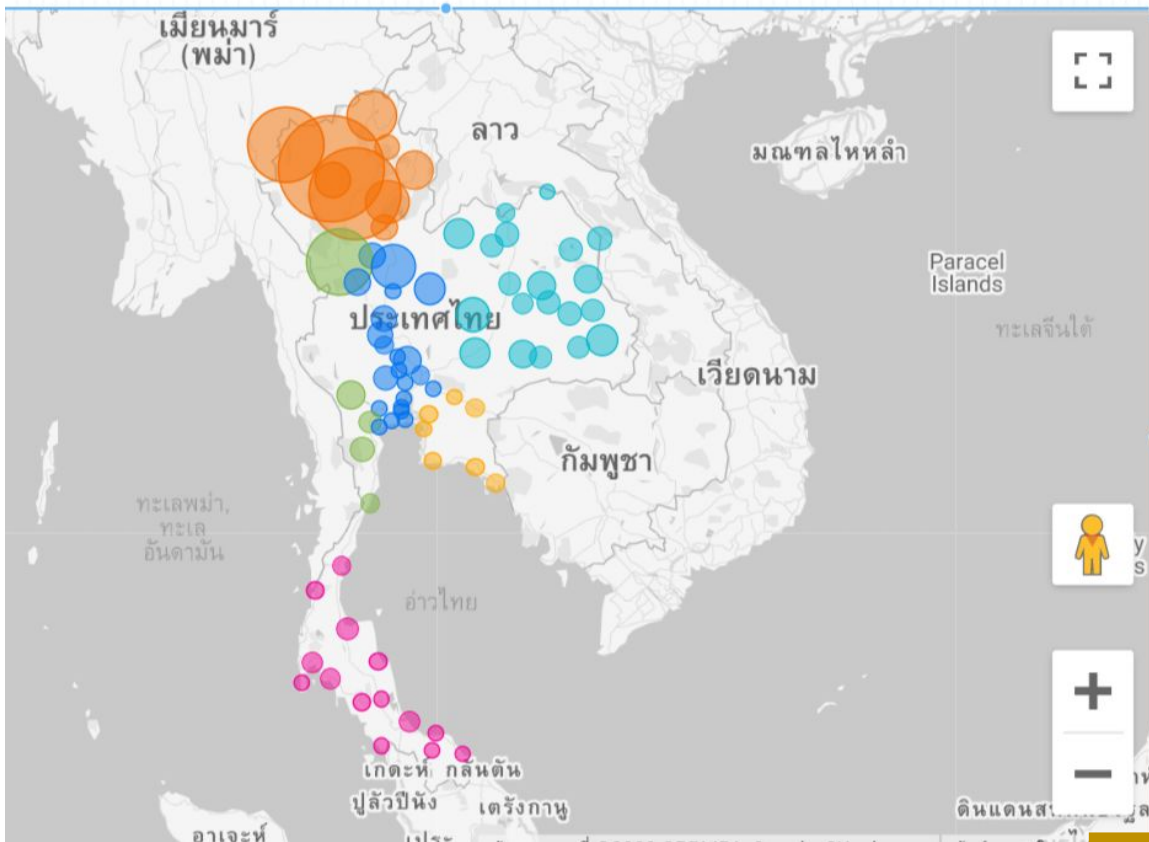 เมียนมาร์
(พม่า)
ลาว
มณฑลไหหลำ
Paracel
Islands
ทะเลจีนใต้
ประเทศไทย
เวียดนาม
กัมพูชา
ทะเลพม่า,
ทะเล
อันดามัน
อ่าวไทย
เกดะห์
กลันตัน
ปูลัวปีนัง
เตรังกานู
อาเจะห์